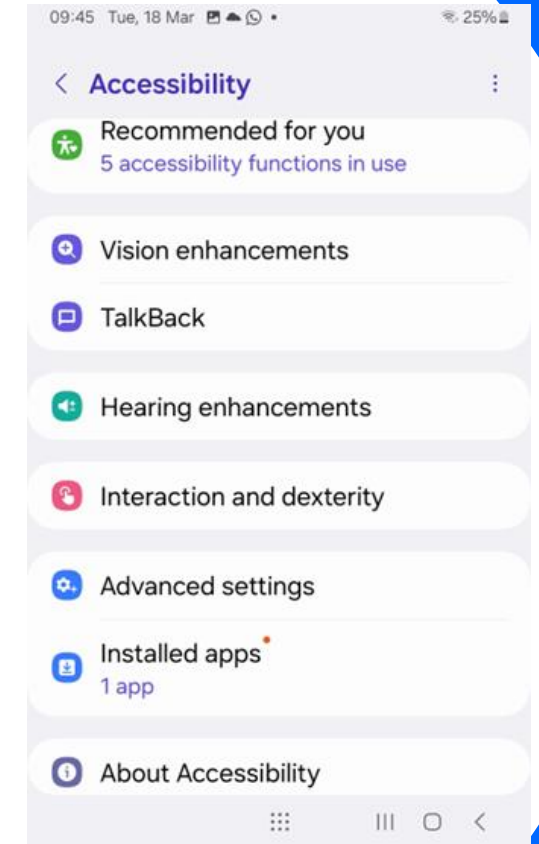 09:45 Tue, 18 Mar 25%
Accessibility
Recommended for you
5 accessibility functions in use
Vision enhancements
TalkBack
Hearing enhancements
Interaction and dexterity
Advanced settings
Installed apps
1 app
About Accessibility